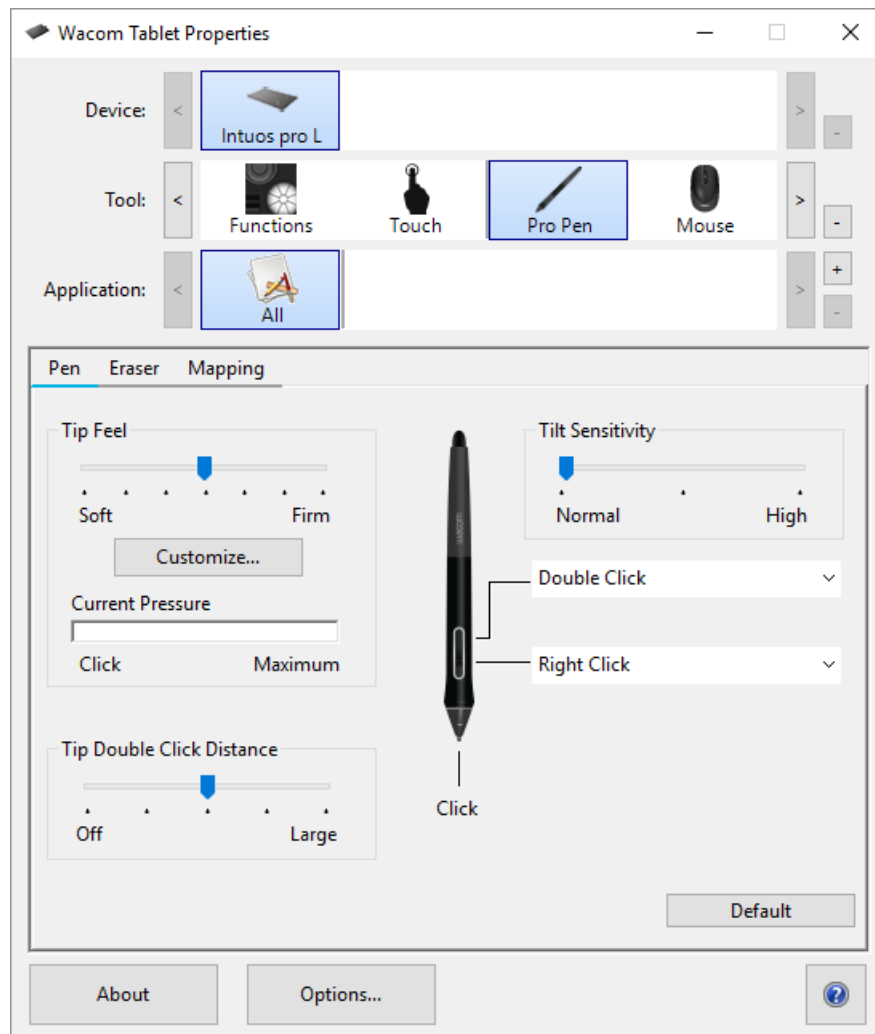 Wacom Tablet Properties
Device:
<
Intuos pro L
>
-
Tool:
<
Functions
Touch
Pro Pen
Mouse
>
-
Application:
<
All
>
+
-
Pen Eraser Mapping
Tip Feel
Soft Firm
Customize...
Current Pressure
Click Maximum
Tip Double Click Distance
Off Large
wacom
Click
Tilt Sensitivity
Normal High
Double Click
Right Click
Default
About
Options...
?